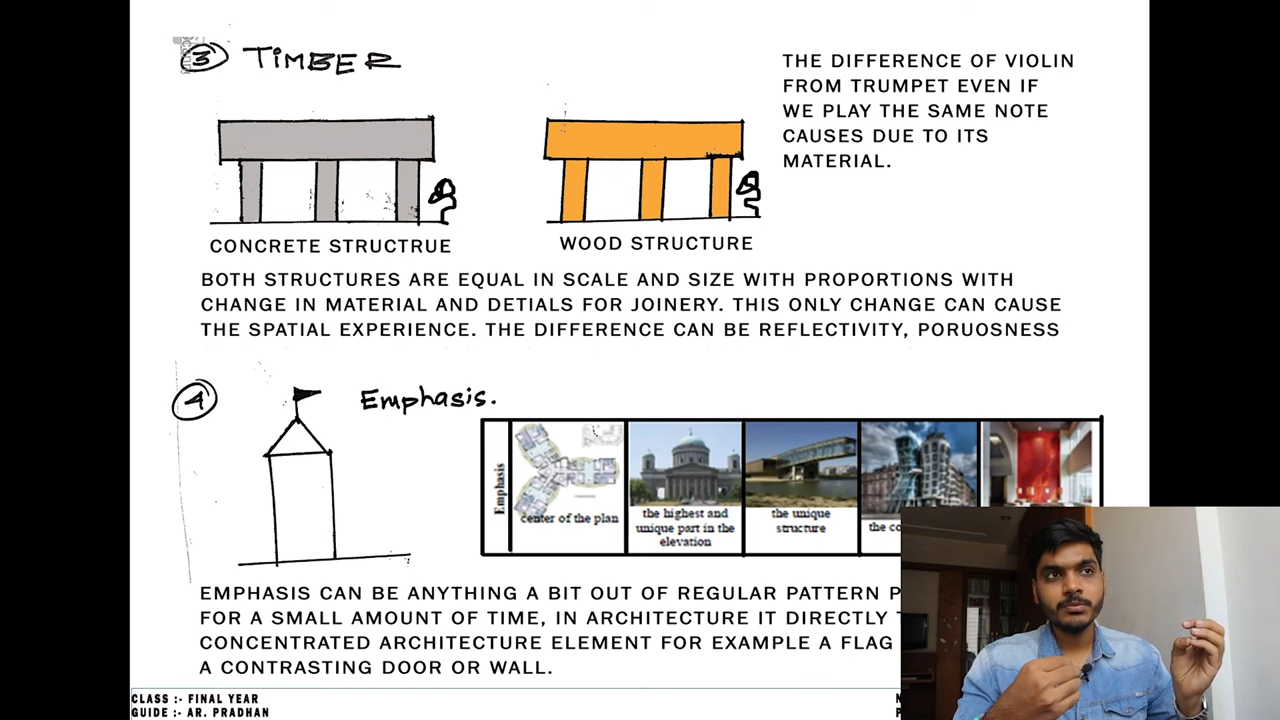 3 TIMBER
THE DIFFERENCE OF VIOLIN
FROM TRUMPET EVEN IF
WE PLAY THE SAME NOTE
CAUSES DUE TO ITS
MATERIAL.
CONCRETE STRUCTRUE
WOOD STRUCTURE
BOTH STRUCTURES ARE EQUAL IN SCALE AND SIZE WITH PROPORTIONS WITH
CHANGE IN MATERIAL AND DETIALS FOR JOINERY. THIS ONLY CHANGE CAN CAUSE
THE SPATIAL EXPERIENCE. THE DIFFERENCE CAN BE REFLECTIVITY, PORUOSNESS
4 Emphasis.
Emphasis
center of the plan
the highest and
unique part in the
elevation
the unique
structure
the
EMPHASIS CAN BE ANYTHING A BIT OUT OF REGULAR PATTERN
FOR A SMALL AMOUNT OF TIME, IN ARCHITECTURE IT DIRECTLY
CONCENTRATED ARCHITECTURE ELEMENT FOR EXAMPLE A FLAG
A CONTRASTING DOOR OR WALL.
CLASS :- FINAL YEAR
GUIDE :- AR. PRADHAN